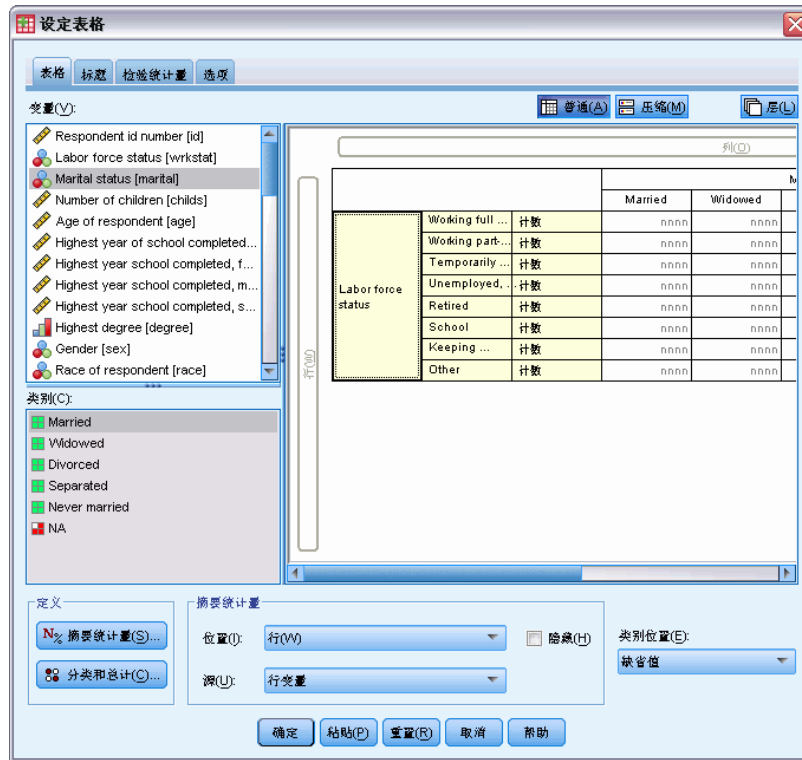 设定表格
表格 标题 检验统计量 选项
变量(V):
普通(A) 压缩(M) 层(L)
Respondent id number [id]
Labor force status [wrkstat]
Marital status [marital]
Number of children [childs]
Age of respondent [age]
Highest year of school completed...
Highest year school completed, f...
Highest year school completed, m...
Highest year school completed, s...
Highest degree [degree]
Gender [sex]
Race of respondent [race]
类别(C):
Married
Widowed
Divorced
Separated
Never married
NA
列(O)
行(W)
M
Married Widowed
Labor force status
Working full ... 计数 nnnn nnnn
Working part-... 计数 nnnn nnnn
Temporarily ... 计数 nnnn nnnn
Unemployed, ... 计数 nnnn nnnn
Retired 计数 nnnn nnnn
School 计数 nnnn nnnn
Keeping ... 计数 nnnn nnnn
Other 计数 nnnn nnnn
定义
N% 摘要统计量(S)...
分类和总计(C)...
摘要统计量
位置(I): 行(W) 隐藏(H)
源(U): 行变量
类别位置(E):
缺省值
确定 粘贴(P) 重置(R) 取消 帮助